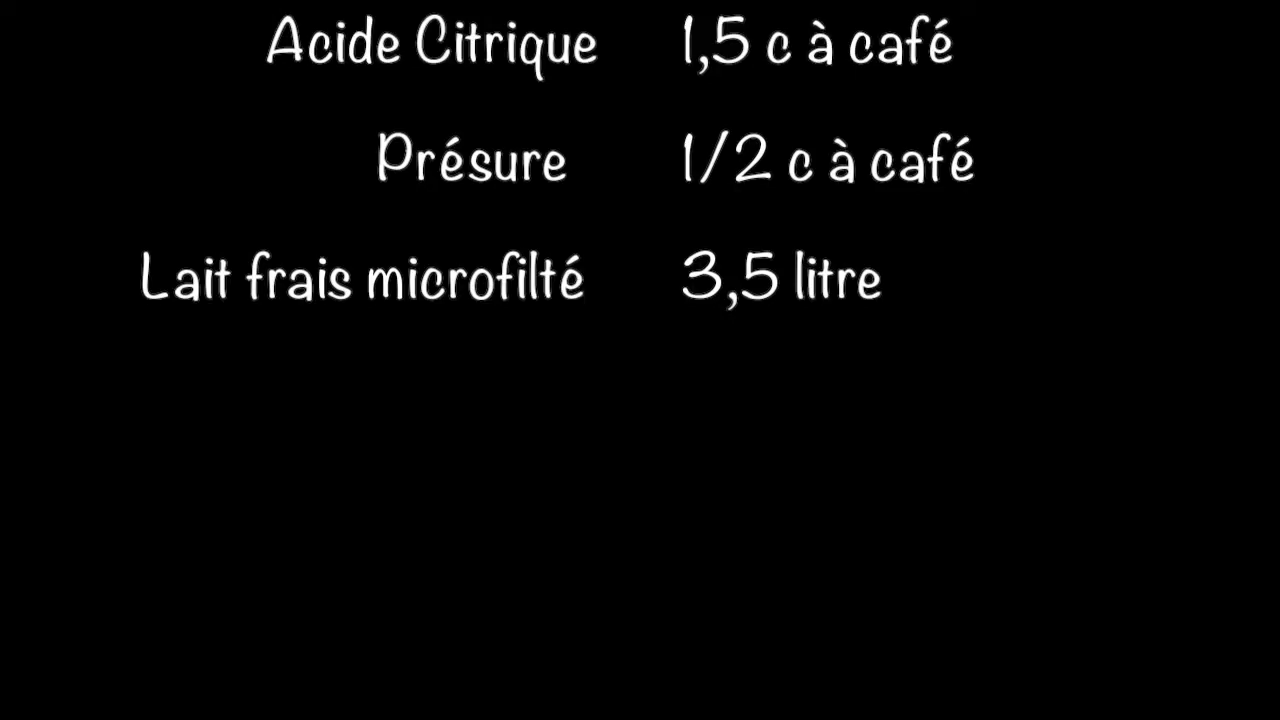 Acide Citrique 1,5 c à café
Présure 1/2 c à café
Lait frais microfilté 3,5 litre